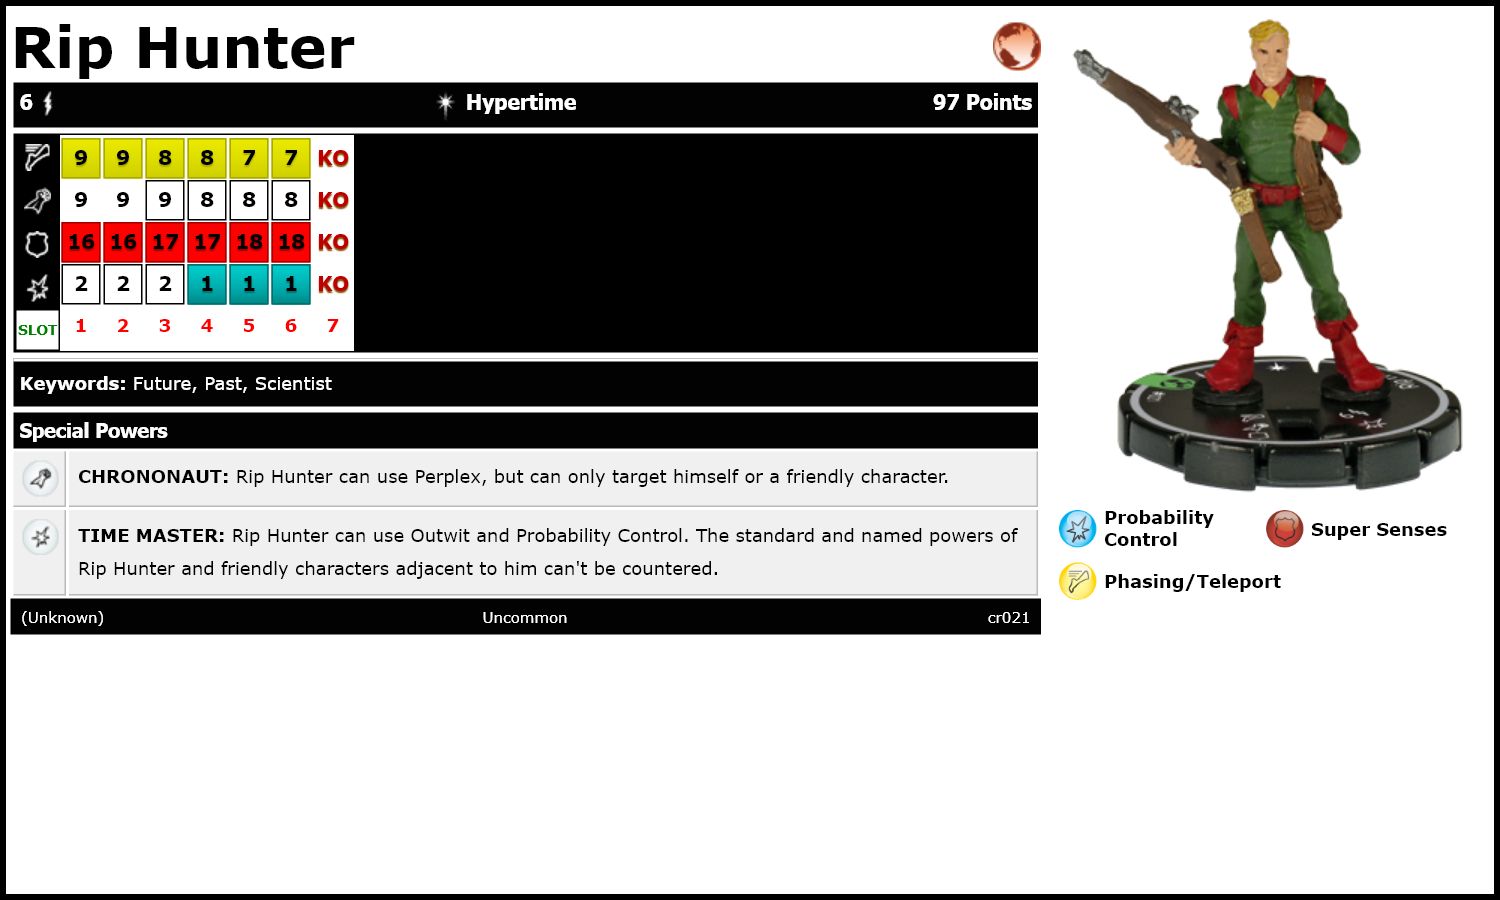 Rip Hunter
6 Hypertime 97 Points
9 9 8 8 7 7 KO
9 9 9 8 8 8 KO
16 16 17 17 18 18 KO
2 2 2 1 1 1 KO
SLOT 1 2 3 4 5 6 7
Keywords: Future, Past, Scientist
Special Powers
CHRONONAUT: Rip Hunter can use Perplex, but can only target himself or a friendly character.
TIME MASTER: Rip Hunter can use Outwit and Probability Control. The standard and named powers of
Rip Hunter and friendly characters adjacent to him can't be countered.
(Unknown) Uncommon cr021
Probability
Control
Super Senses
Phasing/Teleport